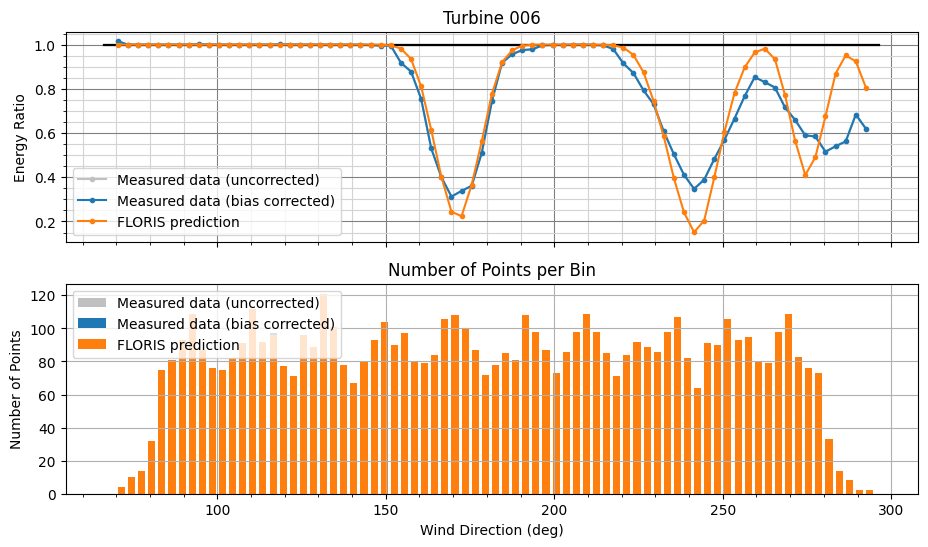 Turbine 006
Energy Ratio
1.0
0.8
0.6
0.4
0.2
Measured data (uncorrected)
Measured data (bias corrected)
FLORIS prediction
Number of Points per Bin
Number of Points
120
100
80
60
40
20
0
Measured data (uncorrected)
Measured data (bias corrected)
FLORIS prediction
100
150
200
250
300
Wind Direction (deg)